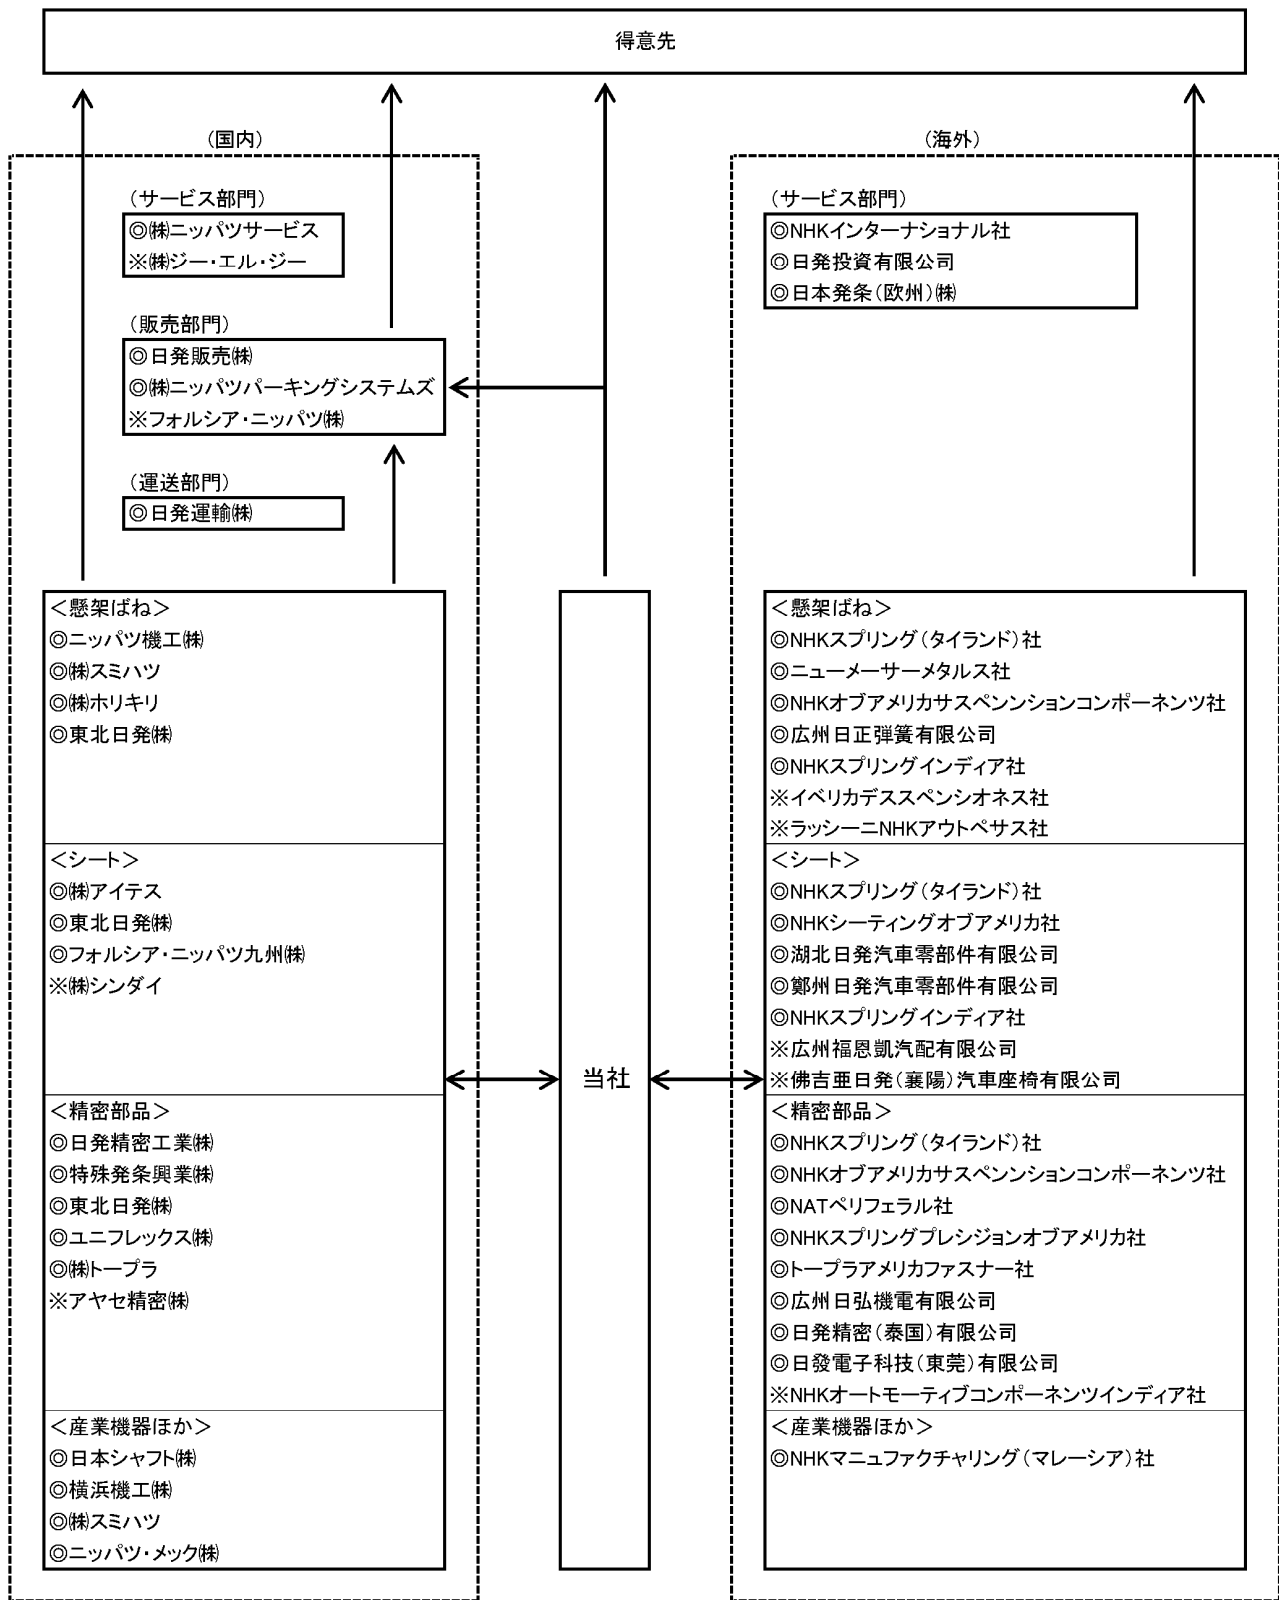 得意先
(国内)
(サービス部門)
◎㈱ニッパツサービス
※㈱ジー・エル・ジー
(販売部門)
◎日発販売㈱
◎㈱ニッパツパーキングシステムズ
※フォルシア・ニッパツ㈱
(運送部門)
◎日発運輸㈱
<懸架ばね>
◎ニッパツ機工㈱
◎㈱スミハツ
◎㈱ホリキリ
◎東北日発㈱
<シート>
◎㈱アイテス
◎東北日発㈱
◎フォルシア・ニッパツ九州㈱
※㈱シンダイ
<精密部品>
◎日発精密工業㈱
◎特殊発条興業㈱
◎東北日発㈱
◎ユニフレックス㈱
◎㈱トープラ
※アヤセ精密㈱
<産業機器ほか>
◎日本シャフト㈱
◎横浜機工㈱
◎㈱スミハツ
◎ニッパツ・メック㈱
当社
(海外)
(サービス部門)
◎NHKインターナショナル社
◎日発投資有限公司
◎日本発条(欧州)㈱
<懸架ばね>
◎NHKスプリング(タイランド)社
◎ニューメーサーメタルス社
◎NHKオブアメリカサスペンンションコンポーネンツ社
◎広州日正弾簧有限公司
◎NHKスプリングインディア社
※イベリカデススペンシオネス社
※ラッシーニNHKアウトペサス社
<シート>
◎NHKスプリング(タイランド)社
◎NHKシーティングオブアメリカ社
◎湖北日発汽車零部件有限公司
◎鄭州日発汽車零部件有限公司
◎NHKスプリングインディア社
※広州福恩凱汽配有限公司
※佛吉亜日発(襄陽)汽車座椅有限公司
<精密部品>
◎NHKスプリング(タイランド)社
◎NHKオブアメリカサスペンンションコンポーネンツ社
◎NATペリフェラル社
◎NHKスプリングプレシジョンオブアメリカ社
◎トープラアメリカファスナー社
◎広州日弘機電有限公司
◎日発精密(泰国)有限公司
◎日發電子科技(東莞)有限公司
※NHKオートモーティブコンポーネンツインディア社
<産業機器ほか>
◎NHKマニュファクチャリング(マレーシア)社